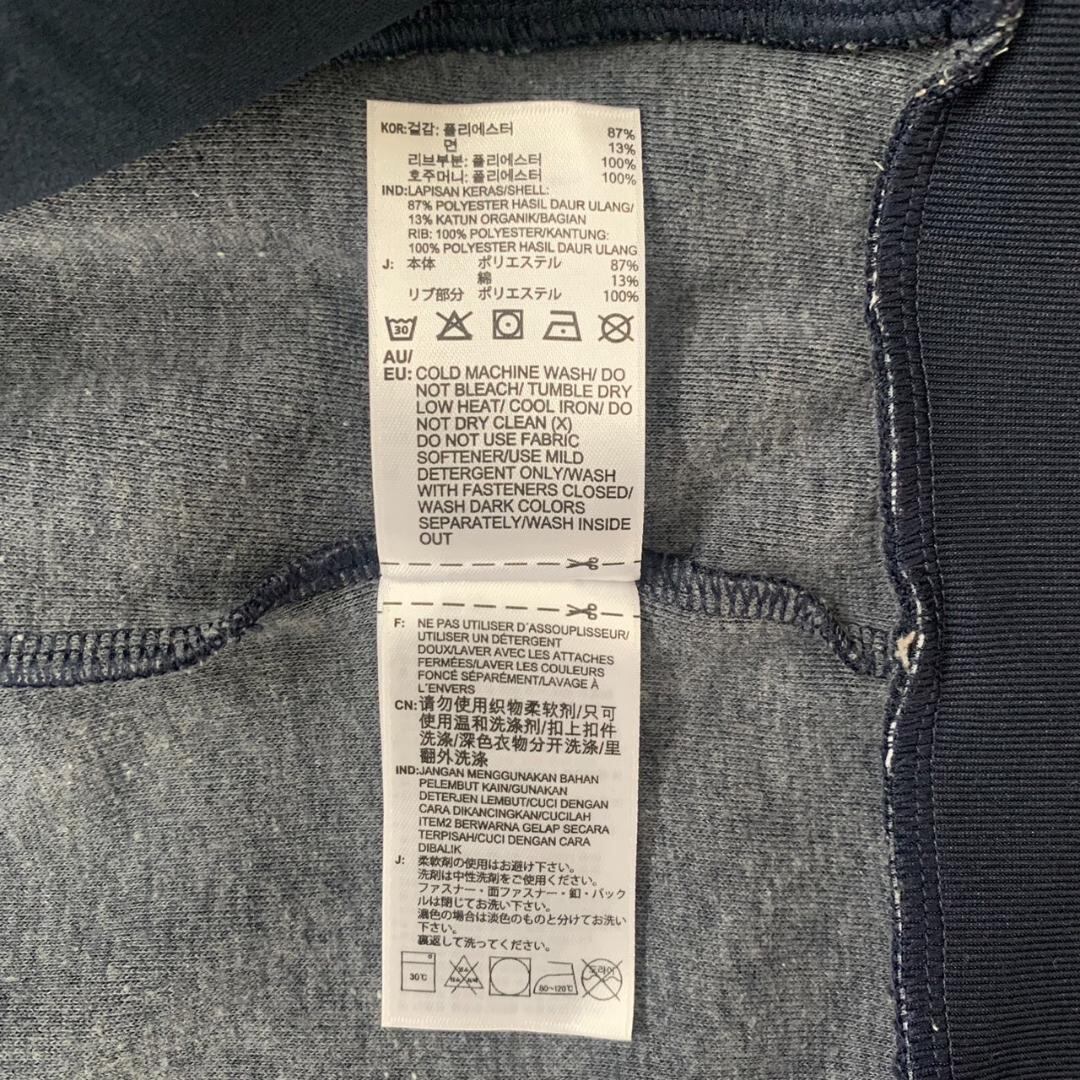 KOR:겉감: 폴리에스터 87%
면 13%
리브부분: 폴리에스터 100%
호주머니: 폴리에스터 100%
IND:LAPISAN KERAS/SHELL:
87% POLYESTER HASIL DAUR ULANG/
13% KATUN ORGANIK/BAGIAN
RIB: 100% POLYESTER/KANTUNG:
100% POLYESTER HASIL DAUR ULANG
J: 本体 ポリエステル 87%
綿 13%
リブ部分 ポリエステル 100%
30
AU/
EU: COLD MACHINE WASH/ DO
NOT BLEACH/ TUMBLE DRY
LOW HEAT/ COOL IRON/ DO
NOT DRY CLEAN (X)
DO NOT USE FABRIC
SOFTENER/USE MILD
DETERGENT ONLY/WASH
WITH FASTENERS CLOSED/
WASH DARK COLORS
SEPARATELY/WASH INSIDE
OUT
F: NE PAS UTILISER D'ASSOUPLISSEUR/
UTILISER UN DÉTERGENT
DOUX/LAVER AVEC LES ATTACHES
FERMÉES/LAVER LES COULEURS
FONCÉ SÉPARÉMENT/LAVAGE À
L'ENVERS
CN:请勿使用织物柔软剂/只可
使用温和洗涤剂/扣上扣件
洗涤/深色衣物分开洗涤/里
翻外洗涤
IND:JANGAN MENGGUNAKAN BAHAN
PELEMBUT KAIN/GUNAKAN
DETERJEN LEMBUT/CUCI DENGAN
CARA DIKANCINGKAN/CUCILAH
ITEM2 BERWARNA GELAP SECARA
TERPISAH/CUCI DENGAN CARA
DIBALIK
J: 柔軟剤の使用はお避け下さい。
洗剤は中性洗剤をご使用ください。
ファスナー・面ファスナー・釦・バック
ルは閉じてお洗い下さい。
濃色の場合は淡色のものと分けてお洗い
下さい。
裏返して洗ってください。
30℃ 80~120℃ 드라이